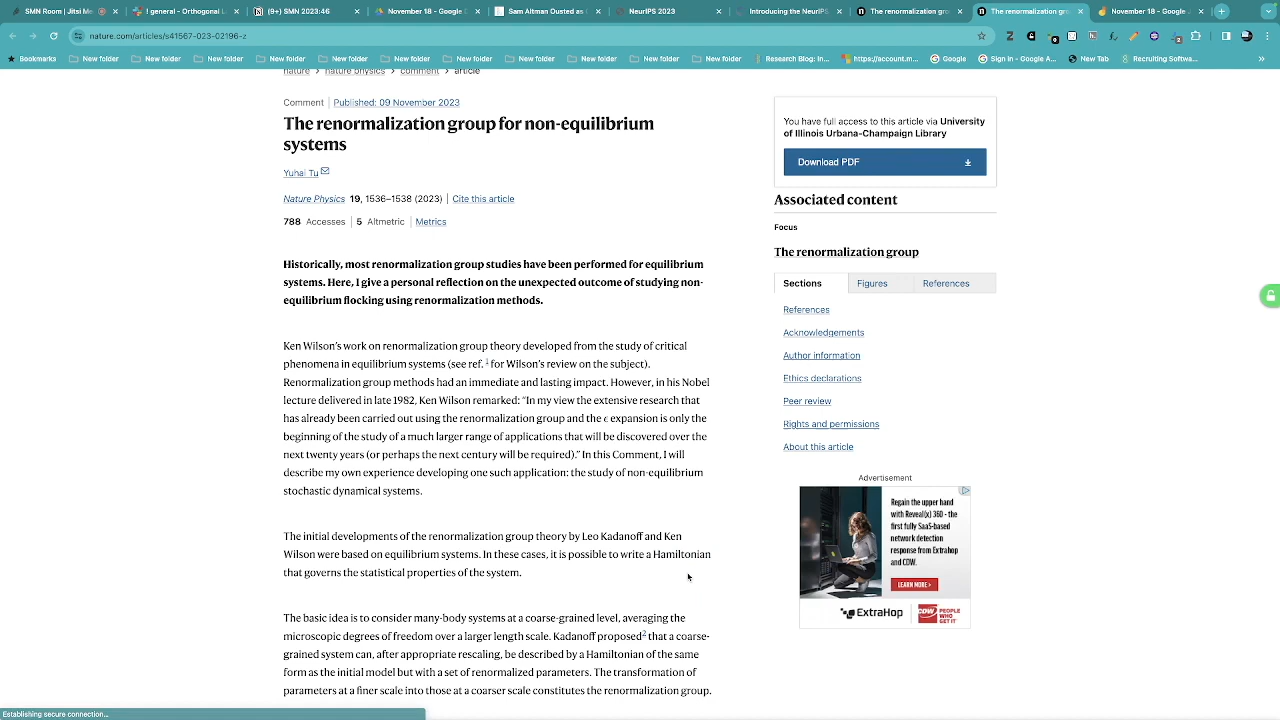 SMN Room | Jitsi Me
general - Orthogonal L
(9+) SMN 2023:46
November 18 - Google D
Sam Altman Ousted as
NeurIPS 2023
Introducing the NeurIP
The renormalization gro
The renormalization gro
November 18 - Google
nature.com/articles/s41567-023-02196-z
Bookmarks
New folder
New folder
New folder
New folder
New folder
New folder
New folder
New folder
New folder
New folder
New folder
Research Blog: In...
https://account.m...
Google
Sign in - Google A...
New Tab
Recruiting Softwa...
nature > nature physics > comment > article
Comment | Published: 09 November 2023
The renormalization group for non-equilibrium
systems
Yuhai Tu
Nature Physics 19, 1536–1538 (2023) | Cite this article
788 Accesses | 5 Altmetric | Metrics
Historically, most renormalization group studies have been performed for equilibrium
systems. Here, I give a personal reflection on the unexpected outcome of studying non-
equilibrium flocking using renormalization methods.
Ken Wilson's work on renormalization group theory developed from the study of critical
phenomena in equilibrium systems (see ref. 1 for Wilson's review on the subject).
Renormalization group methods had an immediate and lasting impact. However, in his Nobel
lecture delivered in late 1982, Ken Wilson remarked: “In my view the extensive research that
has already been carried out using the renormalization group and the ϵ expansion is only the
beginning of the study of a much larger range of applications that will be discovered over the
next twenty years (or perhaps the next century will be required).” In this Comment, I will
describe my own experience developing one such application: the study of non-equilibrium
stochastic dynamical systems.
The initial developments of the renormalization group theory by Leo Kadanoff and Ken
Wilson were based on equilibrium systems. In these cases, it is possible to write a Hamiltonian
that governs the statistical properties of the system.
The basic idea is to consider many-body systems at a coarse-grained level, averaging the
microscopic degrees of freedom over a larger length scale. Kadanoff proposed2 that a coarse-
grained system can, after appropriate rescaling, be described by a Hamiltonian of the same
form as the initial model but with a set of renormalized parameters. The transformation of
parameters at a finer scale into those at a coarser scale constitutes the renormalization group.
You have full access to this article via University
of Illinois Urbana-Champaign Library
Download PDF
Associated content
Focus
The renormalization group
Sections
Figures
References
References
Acknowledgements
Author information
Ethics declarations
Peer review
Rights and permissions
About this article
Advertisement
Regain the upper hand
with Reveal(x) 360 - the
first fully SaaS-based
network detection
response from Extrahop
and CDW.
LEARN MORE >
ExtraHop
CDW PEOPLE
WHO
GET IT
Establishing secure connection...